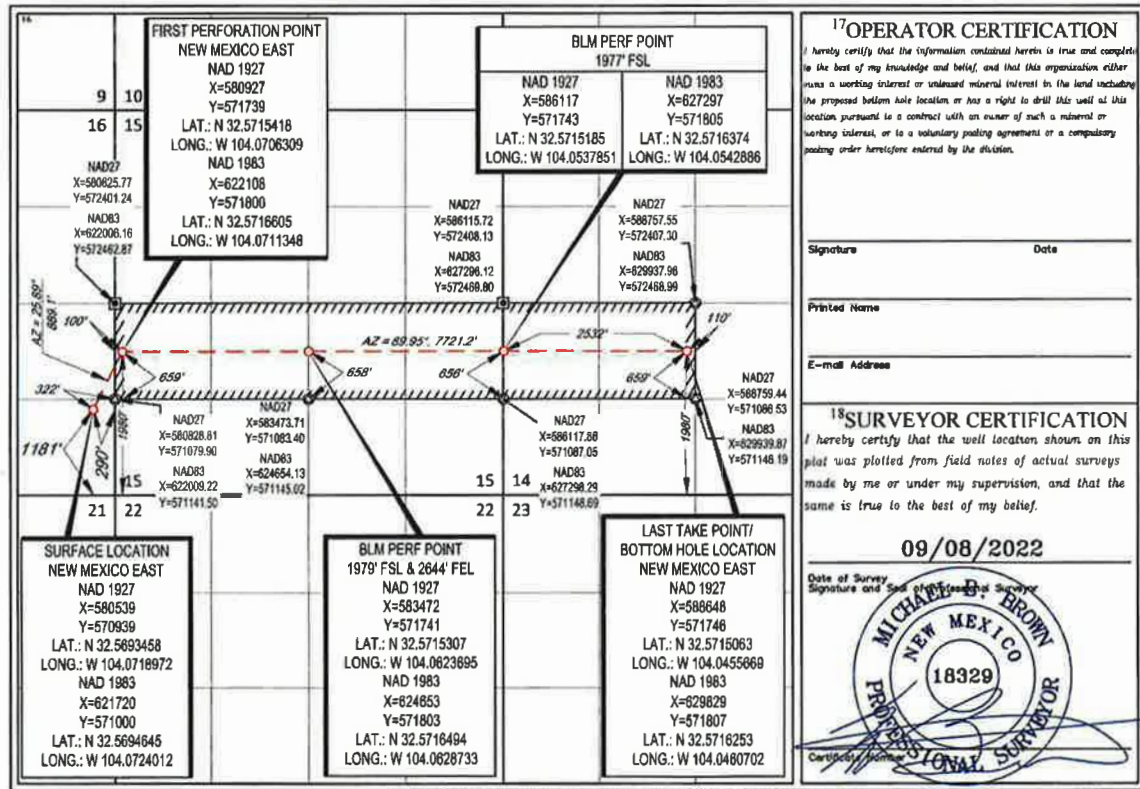 16
FIRST PERFORATION POINT
NEW MEXICO EAST
NAD 1927
X=580927
Y=571739
LAT.: N 32.5715418
LONG.: W 104.0706309
NAD 1983
X=622108
Y=571800
LAT.: N 32.5716605
LONG.: W 104.0711348
BLM PERF POINT
1977' FSL
NAD 1927
X=586117
Y=571743
LAT.: N 32.5715185
LONG.: W 104.0537851
NAD 1983
X=627297
Y=571805
LAT.: N 32.5716374
LONG.: W 104.0542886
9 10
16 15
NAD27
X=580825.77
Y=572401.24
NAD83
X=622006.16
Y=572462.87
NAD27
X=586115.72
Y=572408.13
NAD83
X=627296.12
Y=572469.80
NAD27
X=588757.55
Y=572407.30
NAD83
X=629937.96
Y=572468.99
AZ = 25.89°
889.1'
100'
AZ = 89.95°, 7721.2'
2532'
110'
659'
658'
656'
659'
322'
1181'
290'
1980'
1980'
NAD27
X=580828.81
Y=571079.90
NAD83
X=622009.22
Y=571141.50
NAD27
X=583473.71
Y=571083.40
NAD83
X=624654.13
Y=571145.02
NAD27
X=586117.88
Y=571087.05
NAD83
X=627298.29
Y=571148.69
NAD27
X=588759.44
Y=571086.53
NAD83
X=629939.87
Y=571148.19
15
21 22
15 14
22 23
SURFACE LOCATION
NEW MEXICO EAST
NAD 1927
X=580539
Y=570939
LAT.: N 32.5693458
LONG.: W 104.0718972
NAD 1983
X=621720
Y=571000
LAT.: N 32.5694645
LONG.: W 104.0724012
BLM PERF POINT
1979' FSL & 2644' FEL
NAD 1927
X=583472
Y=571741
LAT.: N 32.5715307
LONG.: W 104.0623695
NAD 1983
X=624653
Y=571803
LAT.: N 32.5716494
LONG.: W 104.0628733
LAST TAKE POINT/
BOTTOM HOLE LOCATION
NEW MEXICO EAST
NAD 1927
X=588648
Y=571746
LAT.: N 32.5715063
LONG.: W 104.0455669
NAD 1983
X=629829
Y=571807
LAT.: N 32.5716253
LONG.: W 104.0460702
17OPERATOR CERTIFICATION
I hereby certify that the information contained herein is true and complete
to the best of my knowledge and belief, and that this organization either
owns a working interest or unleased mineral interest in the land including
the proposed bottom hole location or has a right to drill this well at this
location pursuant to a contract with an owner of such a mineral or
working interest, or to a voluntary pooling agreement or a compulsory
pooling order heretofore entered by the division.
Signature Date
Printed Name
E-mail Address
18SURVEYOR CERTIFICATION
I hereby certify that the well location shown on this
plat was plotted from field notes of actual surveys
made by me or under my supervision, and that the
same is true to the best of my belief.
09/08/2022
Date of Survey
Signature and Seal of Professional Surveyor
MICHAEL B. BROWN
NEW MEXICO
18329
PROFESSIONAL SURVEYOR
Certificate Number